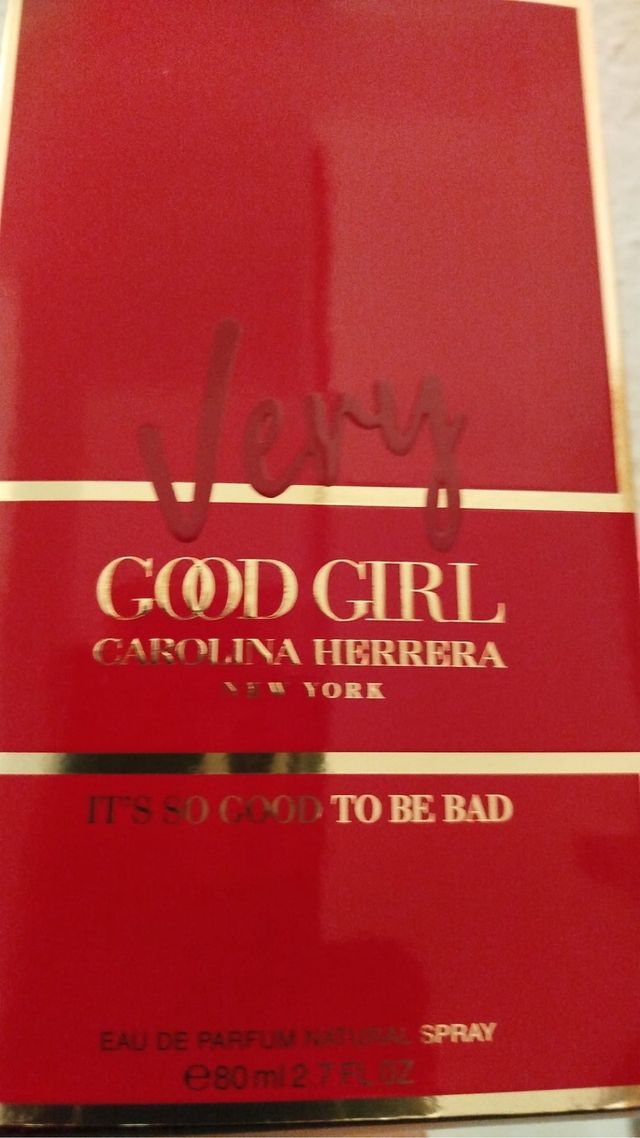 Very
GOOD GIRL
CAROLINA HERRERA
NEW YORK
IT'S SO GOOD TO BE BAD
EAU DE PARFUM NATURAL SPRAY
℮80 ml 2 7 FL OZ